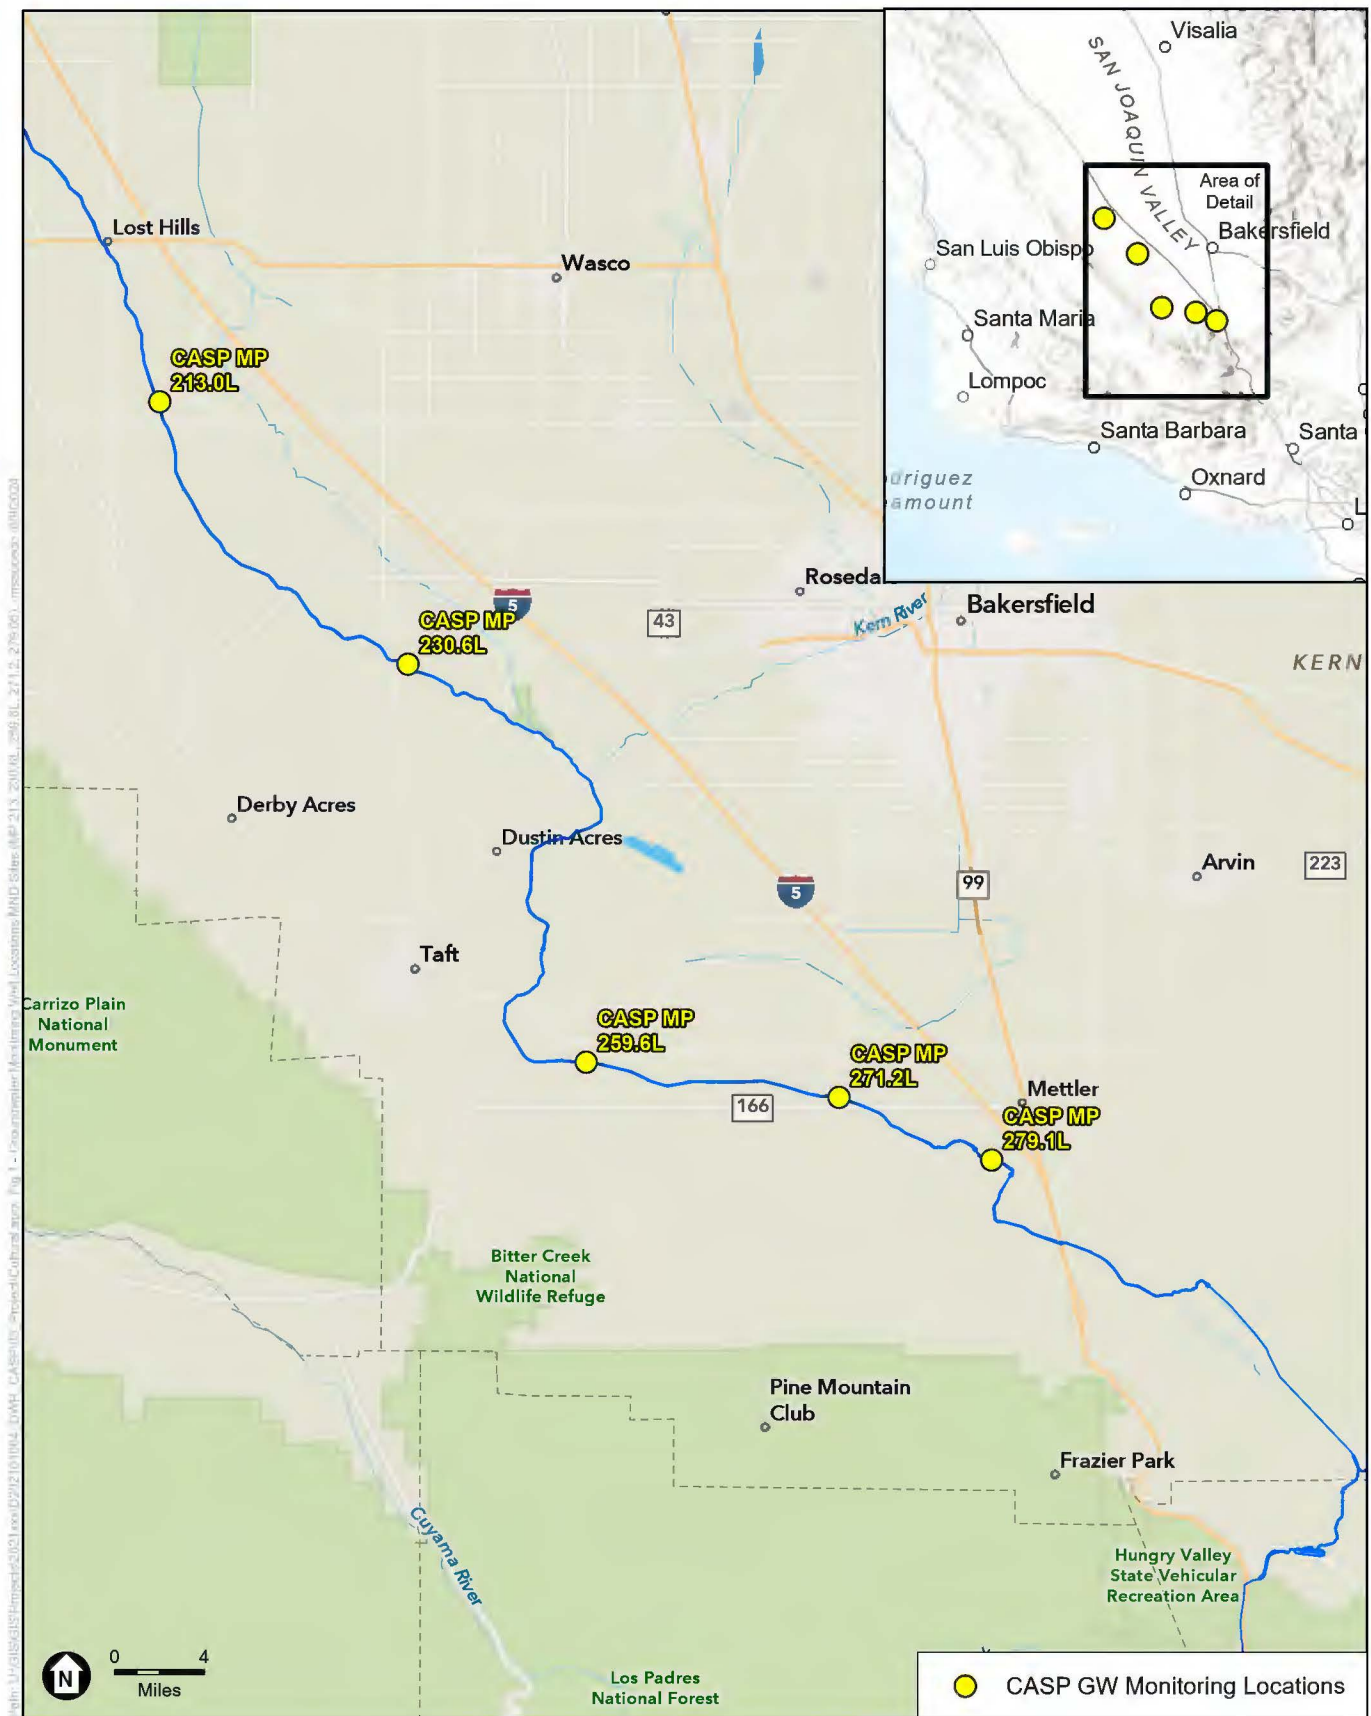 Visalia
SAN JOAQUIN VALLEY
Area of
Detail
Bakersfield
San Luis Obispo
Santa Maria
Lompoc
Santa Barbara
Santa
Oxnard
L
driguez
amount
Lost Hills
Wasco
CASP MP
213.0L
5
43
Kern River
Bakersfield
CASP MP
230.6L
KERN
Derby Acres
Dustin Acres
5
99
Arvin
223
Taft
Carrizo Plain
National
Monument
CASP MP
259.6L
CASP MP
271.2L
166
Mettler
CASP MP
279.1L
Bitter Creek
National
Wildlife Refuge
Pine Mountain
Club
Frazier Park
Cuyama River
Hungry Valley
State Vehicular
Recreation Area
N
0 4
Miles
Los Padres
National Forest
CASP GW Monitoring Locations